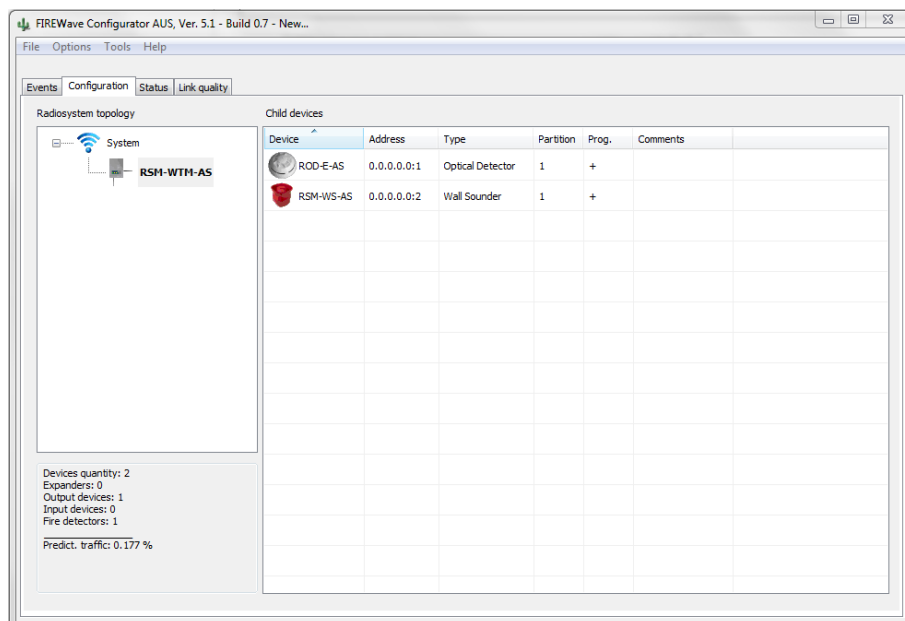 FIREWave Configurator AUS, Ver. 5.1 - Build 0.7 - New...
File Options Tools Help
Events Configuration Status Link quality
Radiosystem topology
Child devices
System
RSM-WTM-AS
Device Address Type Partition Prog. Comments
ROD-E-AS 0.0.0.0.0:1 Optical Detector 1 +
RSM-WS-AS 0.0.0.0.0:2 Wall Sounder 1 +
Devices quantity: 2
Expanders: 0
Output devices: 1
Input devices: 0
Fire detectors: 1
Predict. traffic: 0.177 %